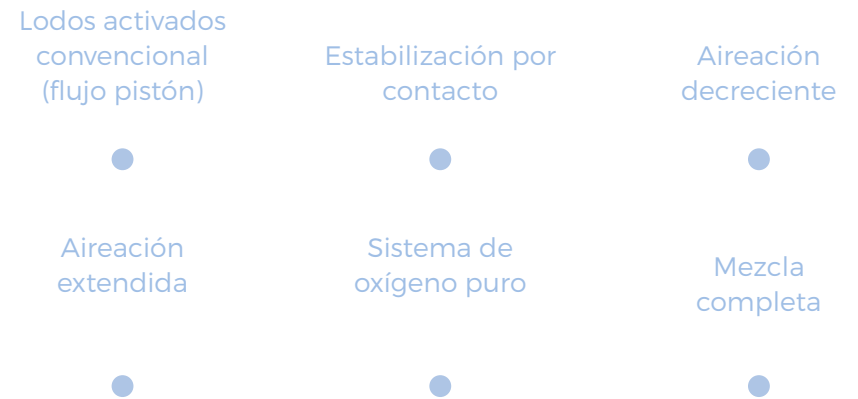 Lodos activados
convencional
(flujo pistón)
Estabilización por
contacto
Aireación
decreciente
Aireación
extendida
Sistema de
oxígeno puro
Mezcla
completa